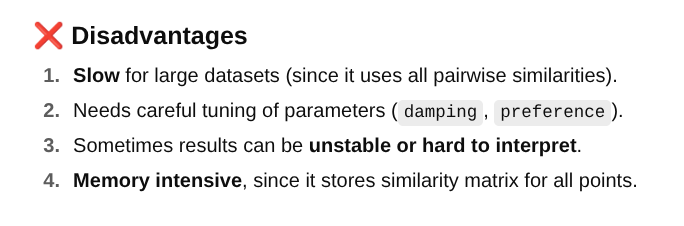 ❌ Disadvantages
1. Slow for large datasets (since it uses all pairwise similarities).
2. Needs careful tuning of parameters ( damping , preference ).
3. Sometimes results can be unstable or hard to interpret.
4. Memory intensive, since it stores similarity matrix for all points.